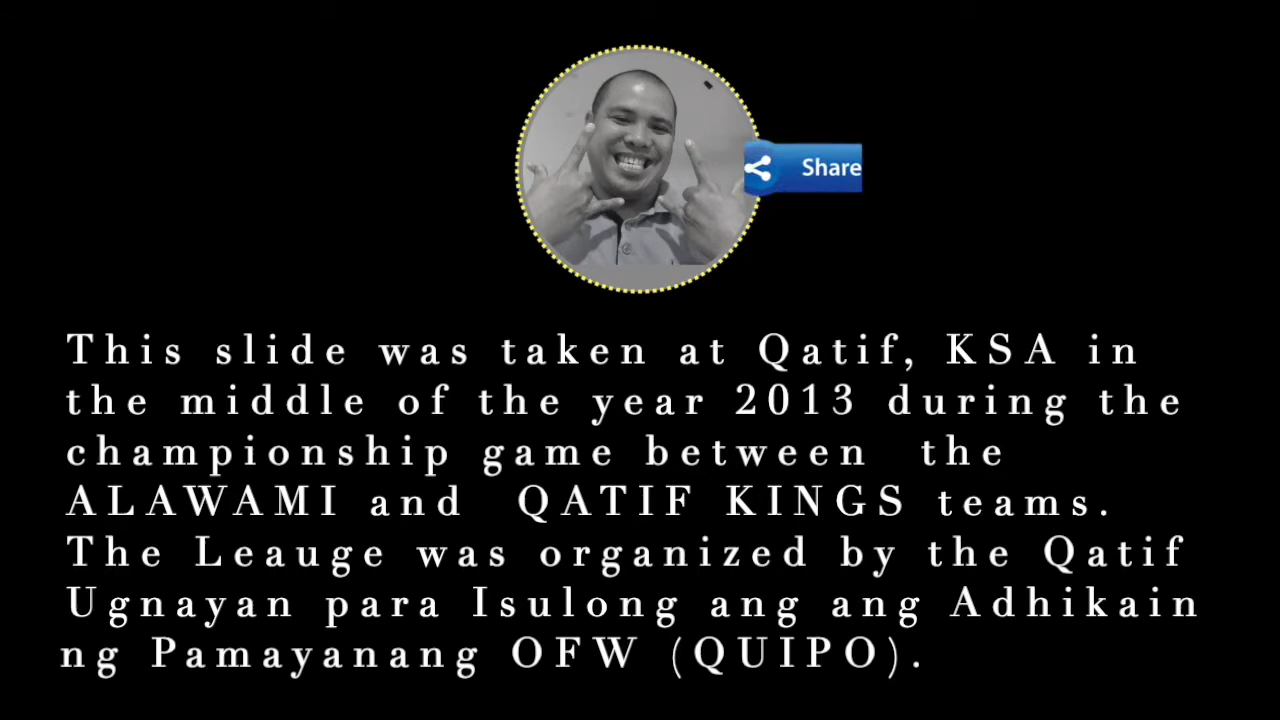 Share
This slide was taken at Qatif, KSA in
the middle of the year 2013 during the
championship game between the
ALAWAMI and QATIF KINGS teams.
The Leauge was organized by the Qatif
Ugnayan para Isulong ang ang Adhikain
ng Pamayanang OFW (QUIPO).